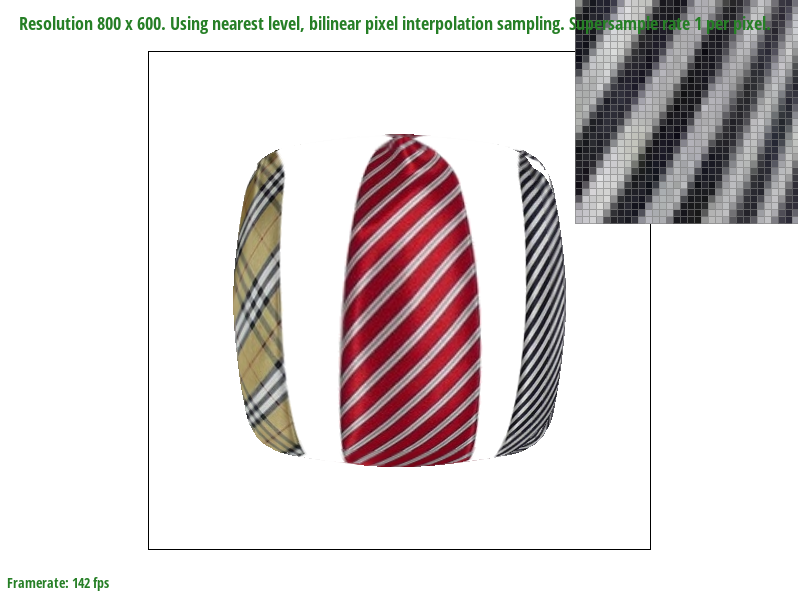 Resolution 800 x 600. Using nearest level, bilinear pixel interpolation sampling. Supersample rate 1 per pixel.
Framerate: 142 fps